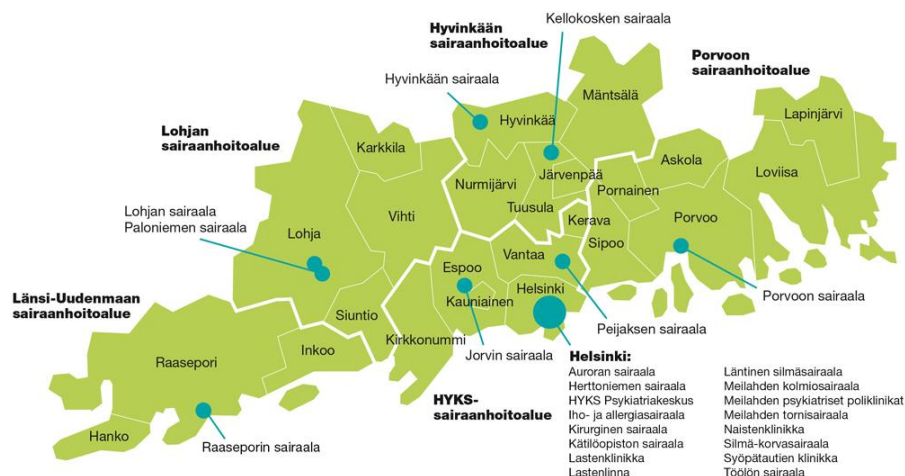 Kellokosken sairaala
Hyvinkään
sairaanhoitoalue
Porvoon
sairaanhoitoalue
Hyvinkään sairaala
Mäntsälä
Lapinjärvi
Hyvinkää
Lohjan
sairaanhoitoalue
Karkkila
Askola
Loviisa
Järvenpää
Nurmijärvi
Pornainen
Tuusula
Lohjan sairaala
Paloniemen sairaala
Vihti
Kerava
Porvoo
Lohja
Sipoo
Vantaa
Espoo
Helsinki
Porvoon sairaala
Länsi-Uudenmaan
sairaanhoitoalue
Kauniainen
Siuntio
Peijaksen sairaala
Kirkkonummi
Inkoo
Jorvin sairaala
Raasepori
HYKS-
sairaanhoitoalue
Hanko
Raaseporin sairaala
Helsinki:
Auroran sairaala
Herttoniemen sairaala
HYKS Psykiatriakeskus
Iho- ja allergiasairaala
Kirurginen sairaala
Kätilöopiston sairaala
Lastenklinikka
Lastenlinna
Läntinen silmäsairaala
Meilahden kolmiosairaala
Meilahden psykiatriset poliklinikat
Meilahden tornisairaala
Naistenklinikka
Silmä-korvasairaala
Syöpätautien klinikka
Töölön sairaala